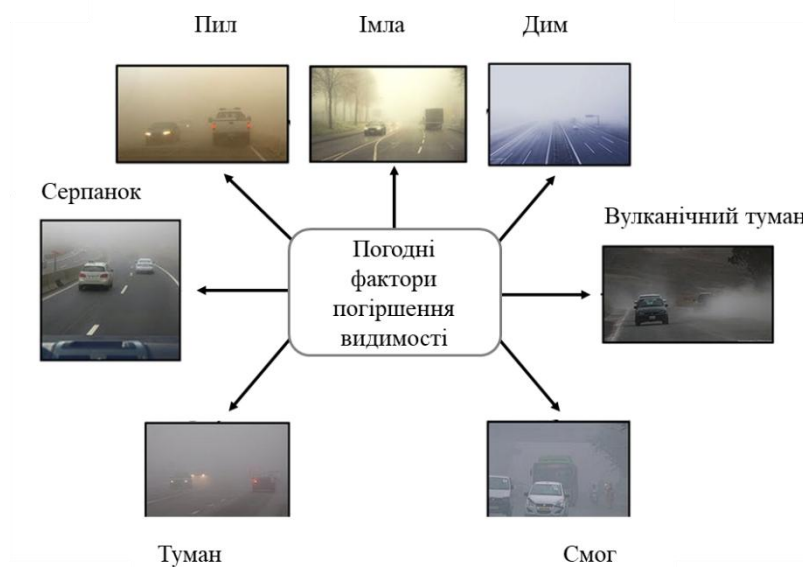 Пил
Імла
Дим
Серпанок
Вулканічний туман
Погодні
фактори
погіршення
видимості
Туман
Смог